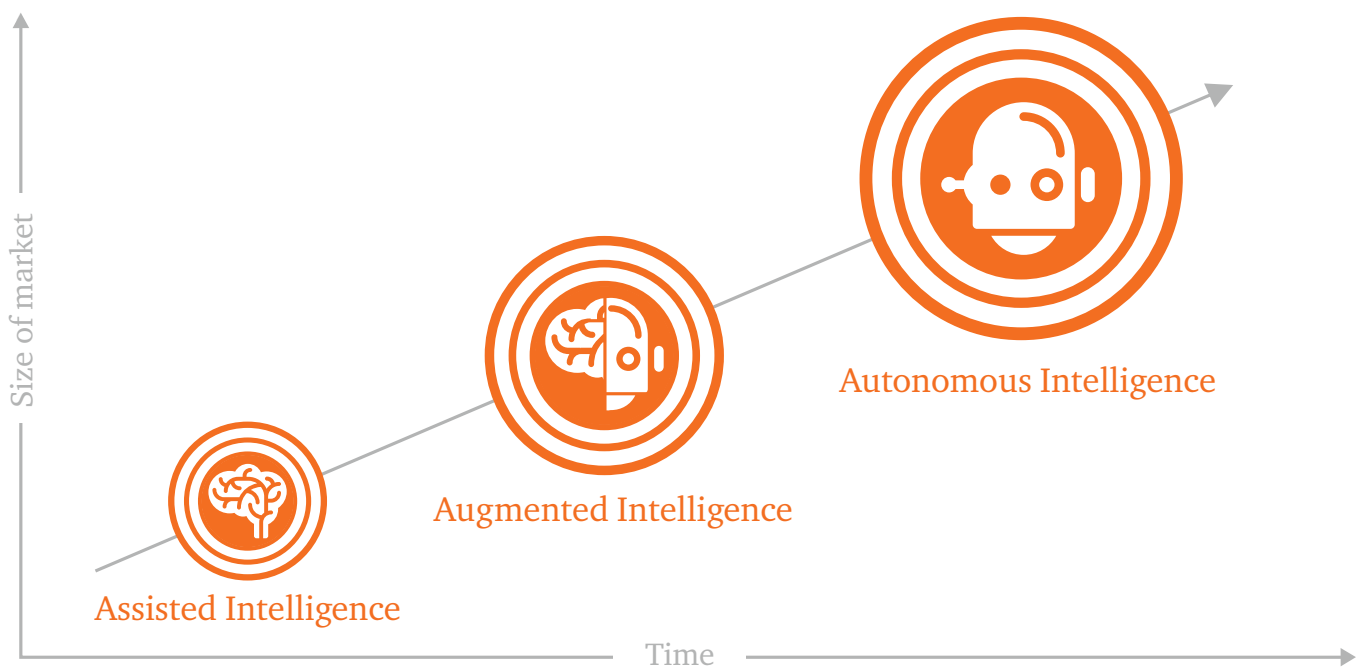 Size of market
Autonomous Intelligence
Augmented Intelligence
Assisted Intelligence
Time